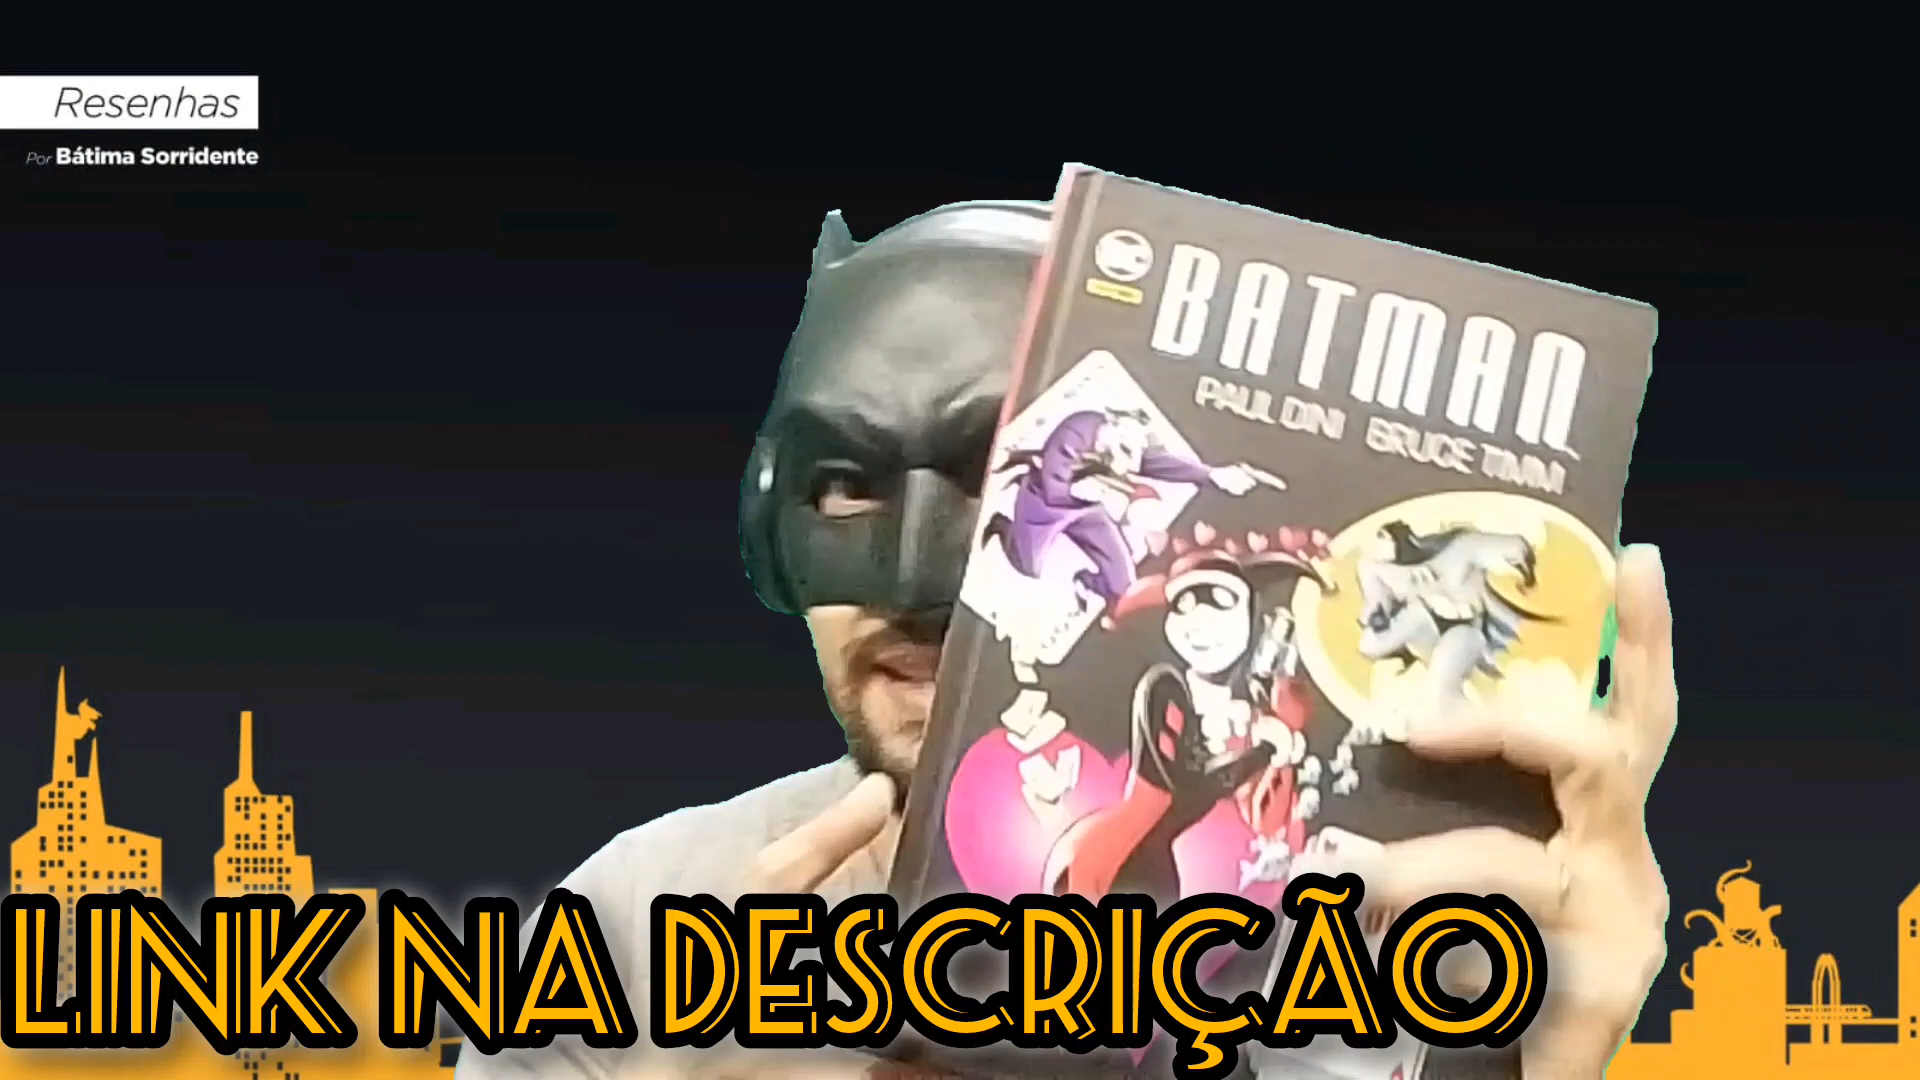 Resenhas
Por Bátima Sorridente
BATMAN
PAUL DINI BRUCE TIMM
LINK NA DESCRIÇÃO